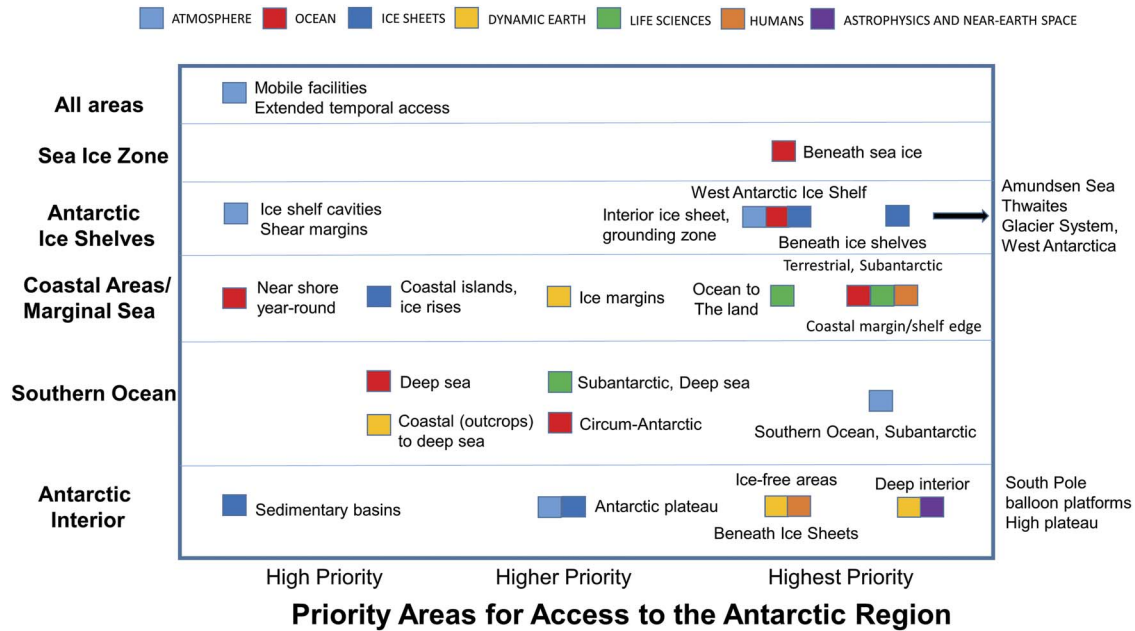 ATMOSPHERE OCEAN ICE SHEETS DYNAMIC EARTH LIFE SCIENCES HUMANS ASTROPHYSICS AND NEAR-EARTH SPACE
All areas
Mobile facilities
Extended temporal access
Sea Ice Zone
Beneath sea ice
Antarctic
Ice Shelves
Ice shelf cavities
Shear margins
West Antarctic Ice Shelf
Interior ice sheet,
grounding zone
Beneath ice shelves
Amundsen Sea
Thwaites
Glacier System,
West Antarctica
Coastal Areas/
Marginal Sea
Near shore
year-round
Coastal islands,
ice rises
Ice margins
Ocean to
The land
Terrestrial, Subantarctic
Coastal margin/shelf edge
Southern Ocean
Deep sea
Coastal (outcrops)
to deep sea
Subantarctic, Deep sea
Circum-Antarctic
Southern Ocean, Subantarctic
Antarctic
Interior
Sedimentary basins
Antarctic plateau
Ice-free areas
Beneath Ice Sheets
Deep interior
South Pole
balloon platforms
High plateau
High Priority
Higher Priority
Highest Priority
Priority Areas for Access to the Antarctic Region